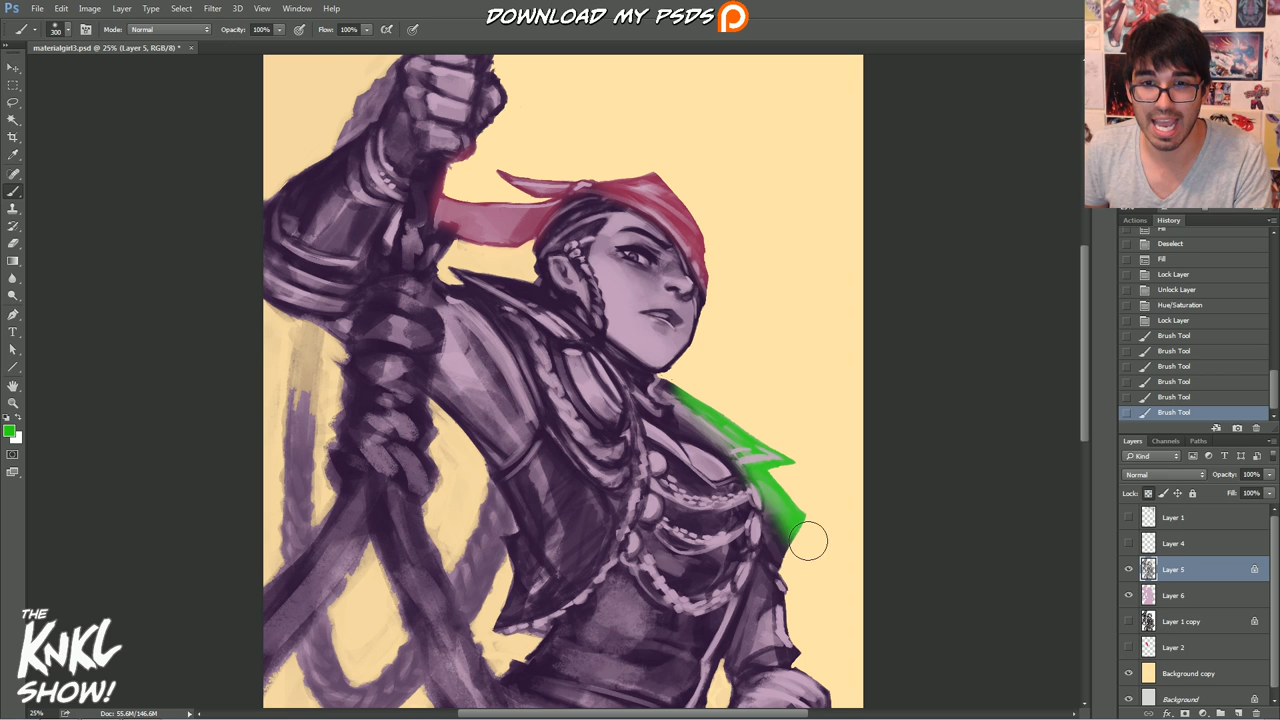 DOWNLOAD MY PSDS
Ps File Edit Image Layer Type Select Filter 3D View Window Help
300 Mode: Normal Opacity: 100% Flow: 100%
materialgirl3.psd @ 25% (Layer 5, RGB/8) * ×
Actions History
Fill
Deselect
Fill
Lock Layer
Unlock Layer
Hue/Saturation
Lock Layer
Brush Tool
Brush Tool
Brush Tool
Brush Tool
Brush Tool
Brush Tool
Layers Channels Paths
Kind
Normal Opacity: 100%
Lock: Fill: 100%
Layer 1
Layer 4
Layer 5
Layer 6
Layer 1 copy
Layer 2
Background copy
Background
THE
KNKL
SHOW!
25% Doc: 55.6M/146.6M